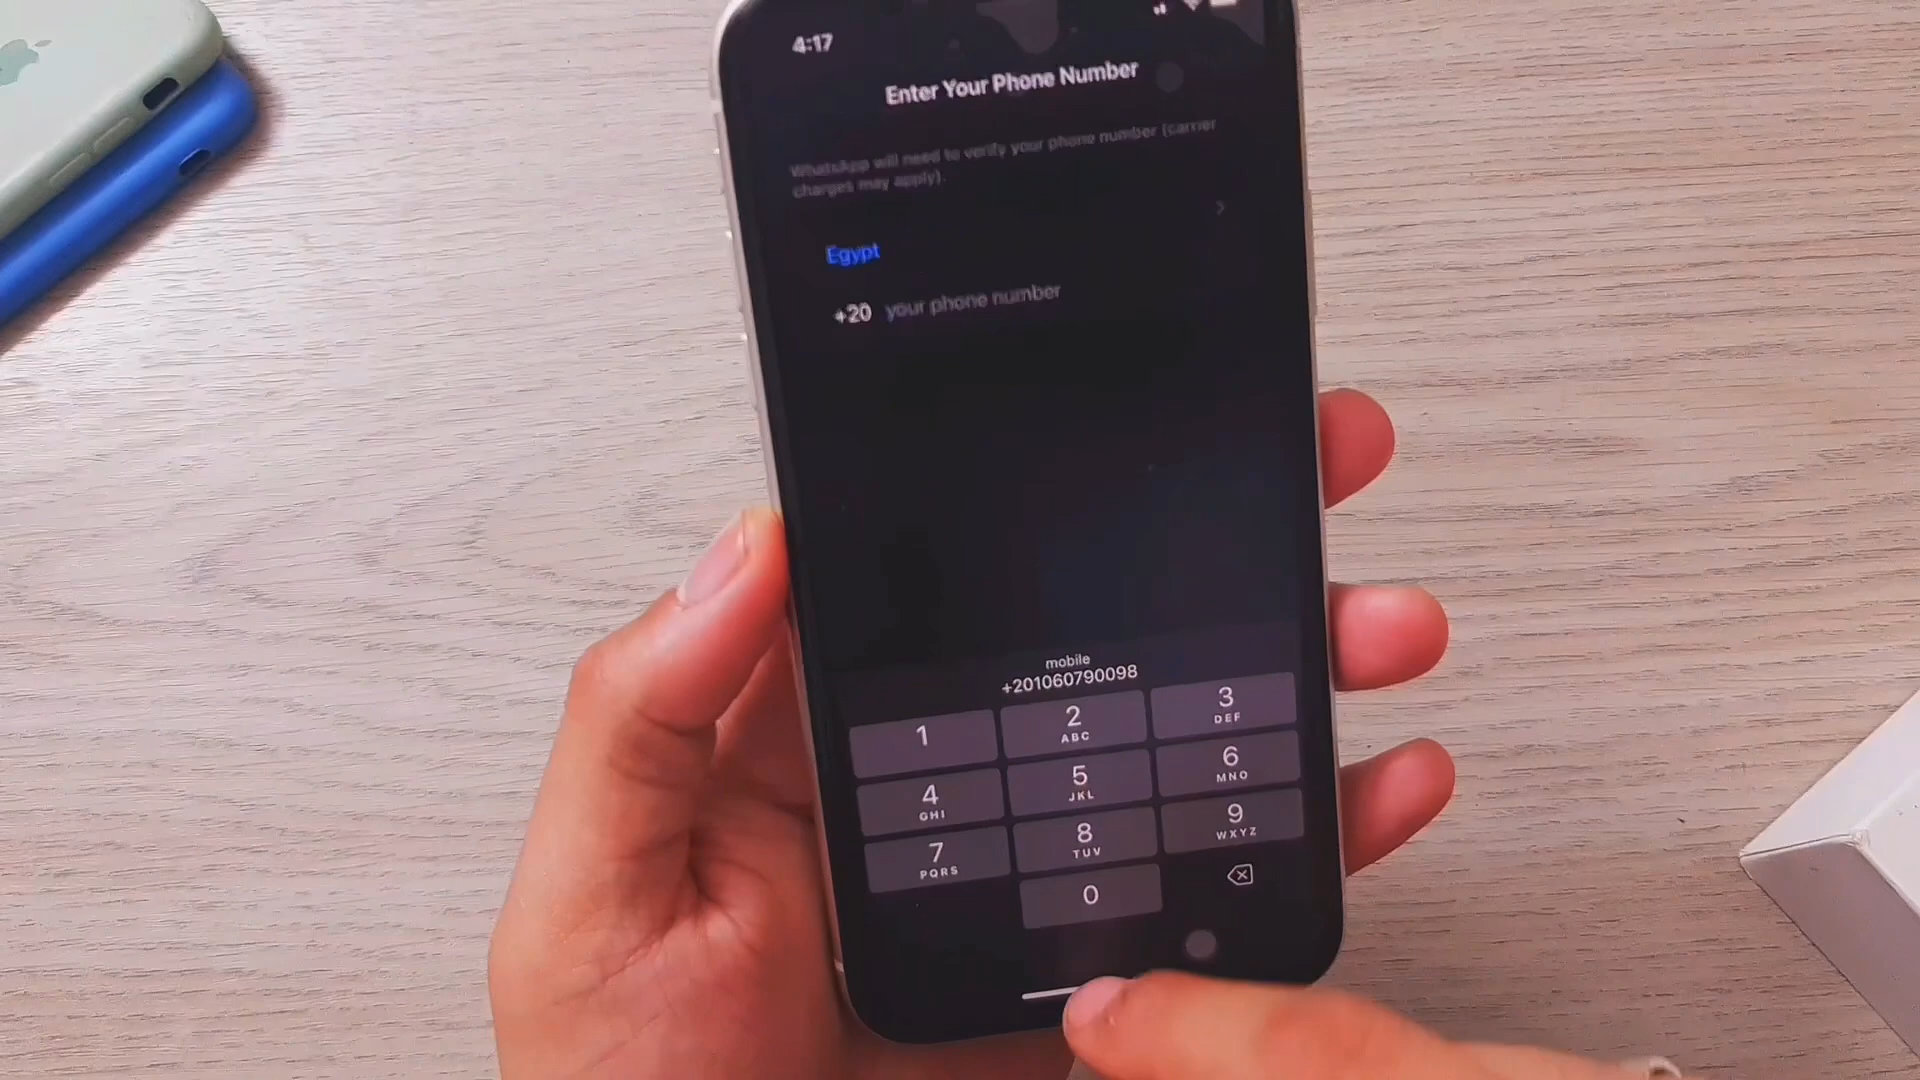 4:17
Enter Your Phone Number
WhatsApp will need to verify your phone number (carrier
charges may apply).
Egypt
+20 your phone number
mobile
+201060790098
1
2
ABC
3
DEF
4
GHI
5
JKL
6
MNO
7
PQRS
8
TUV
9
WXYZ
0